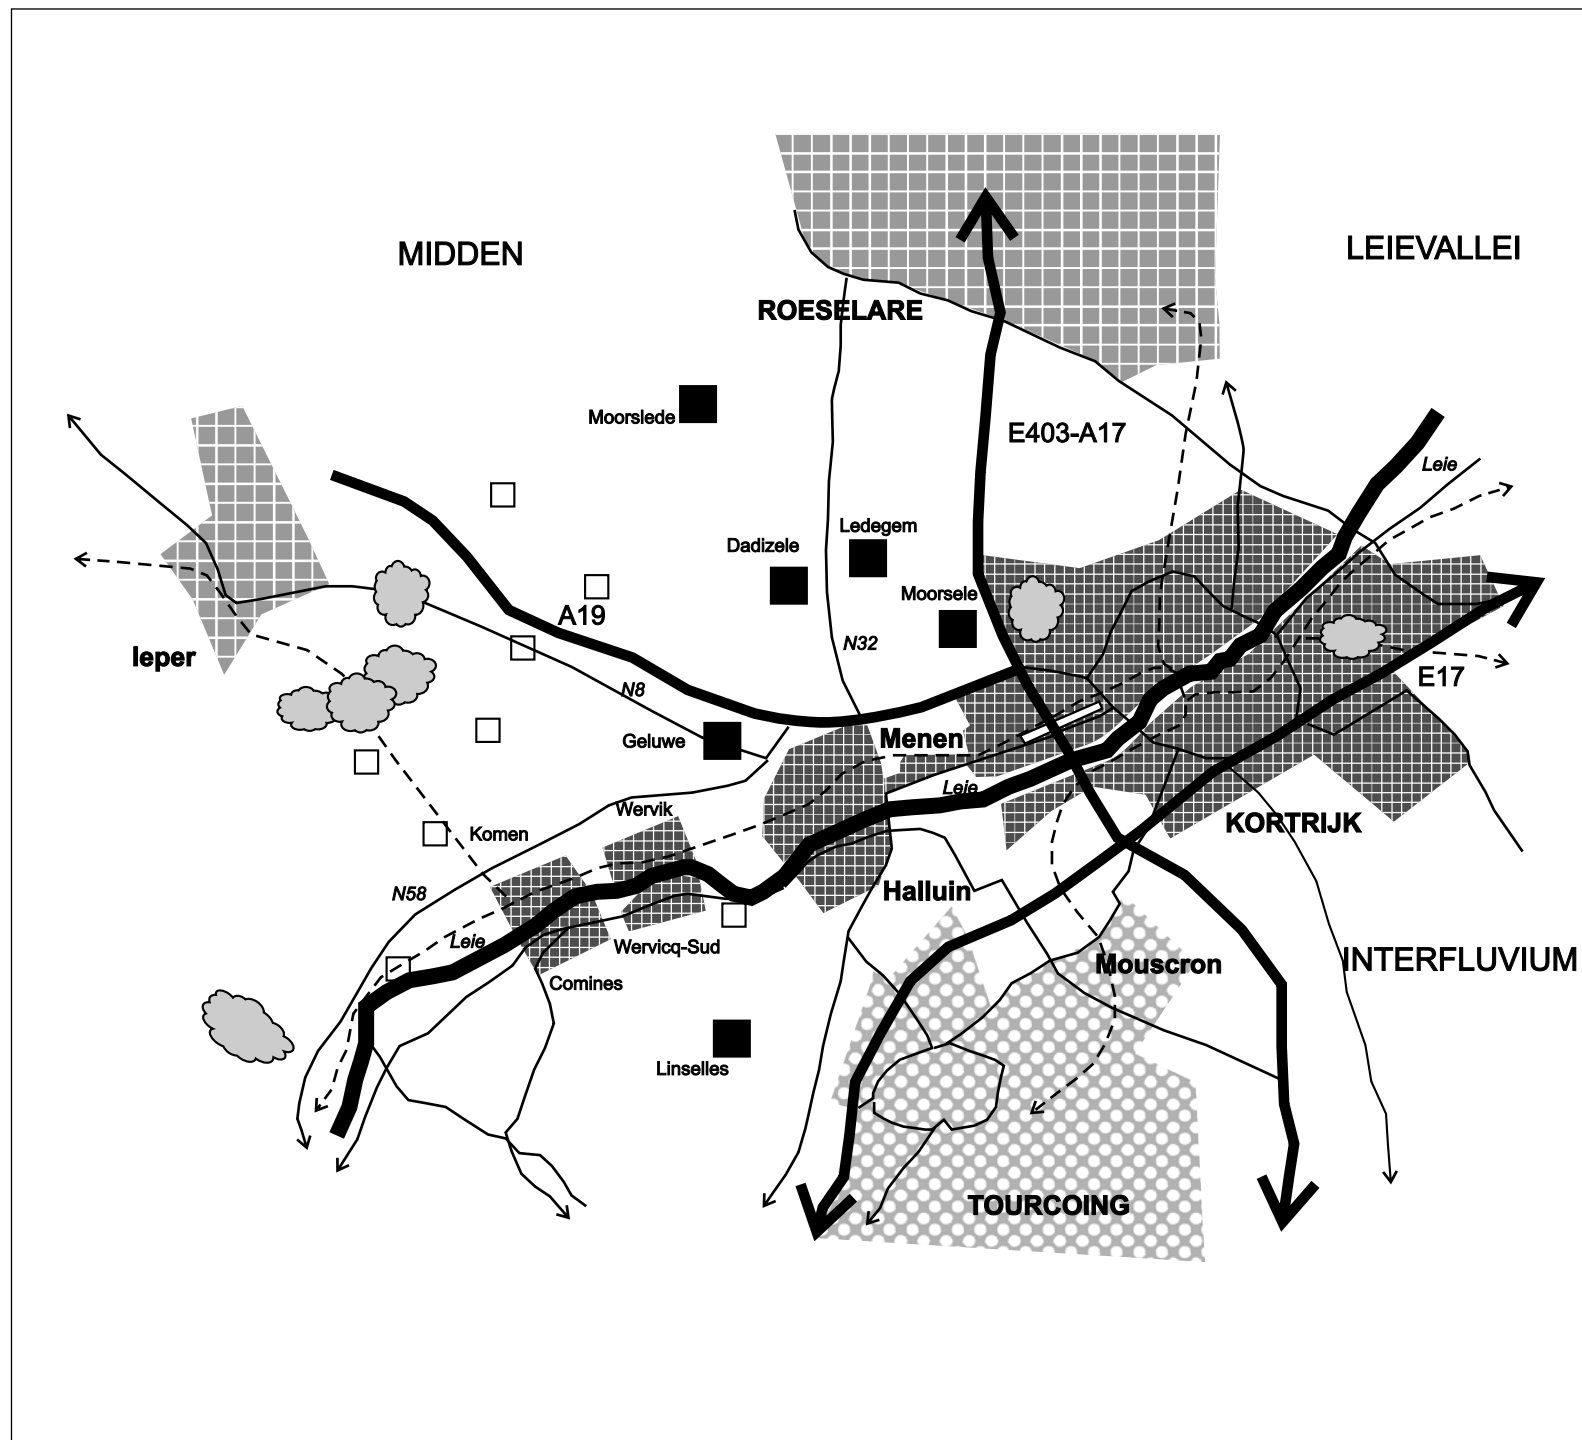 MIDDEN
LEIEVALLEI
ROESELARE
Moorslede
E403-A17
Leie
Ledegem
Dadizele
Moorsele
A19
N32
Ieper
E17
N8
Geluwe
Menen
Leie
Wervik
KORTRIJK
Komen
N58
Halluin
Leie
Wervicq-Sud
INTERFLUVIUM
Mouscron
Comines
Linselles
TOURCOING